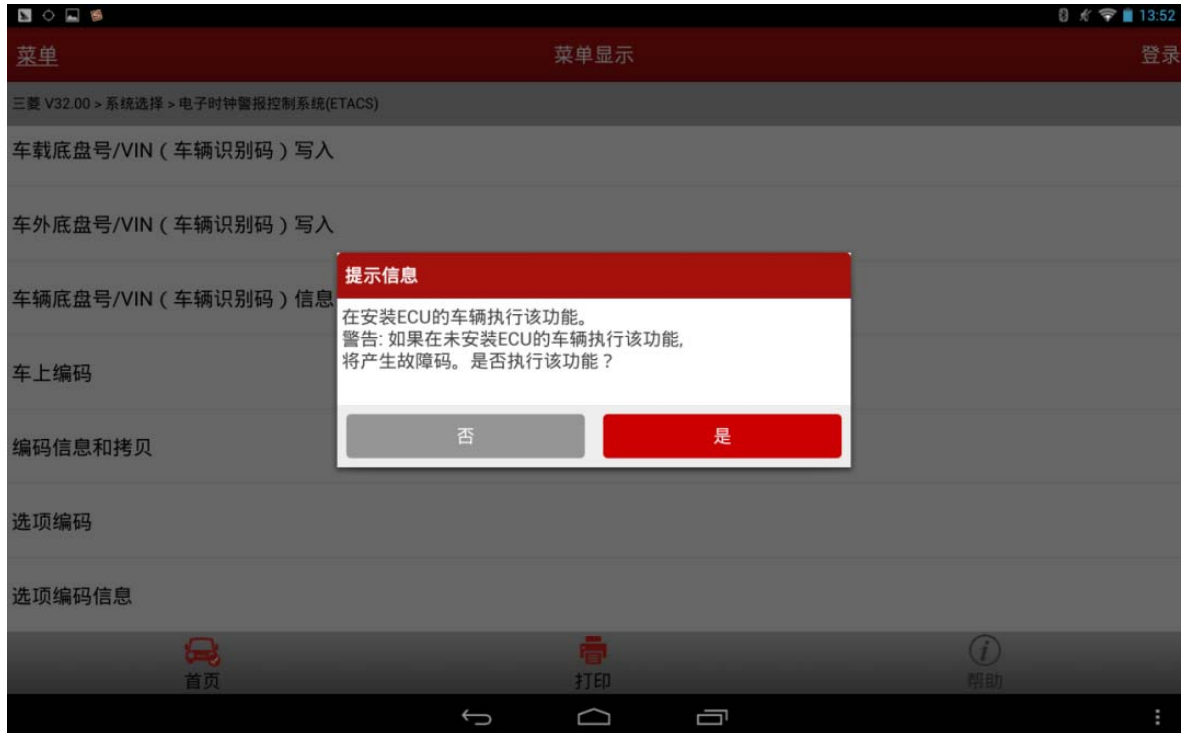 13:52
菜单
菜单显示
登录
三菱 V32.00 > 系统选择 > 电子时钟警报控制系统(ETACS)
车载底盘号/VIN（车辆识别码）写入
车外底盘号/VIN（车辆识别码）写入
车辆底盘号/VIN（车辆识别码）信息
车上编码
编码信息和拷贝
选项编码
选项编码信息
提示信息
在安装ECU的车辆执行该功能。
警告: 如果在未安装ECU的车辆执行该功能,
将产生故障码。是否执行该功能？
否
是
首页
打印
帮助